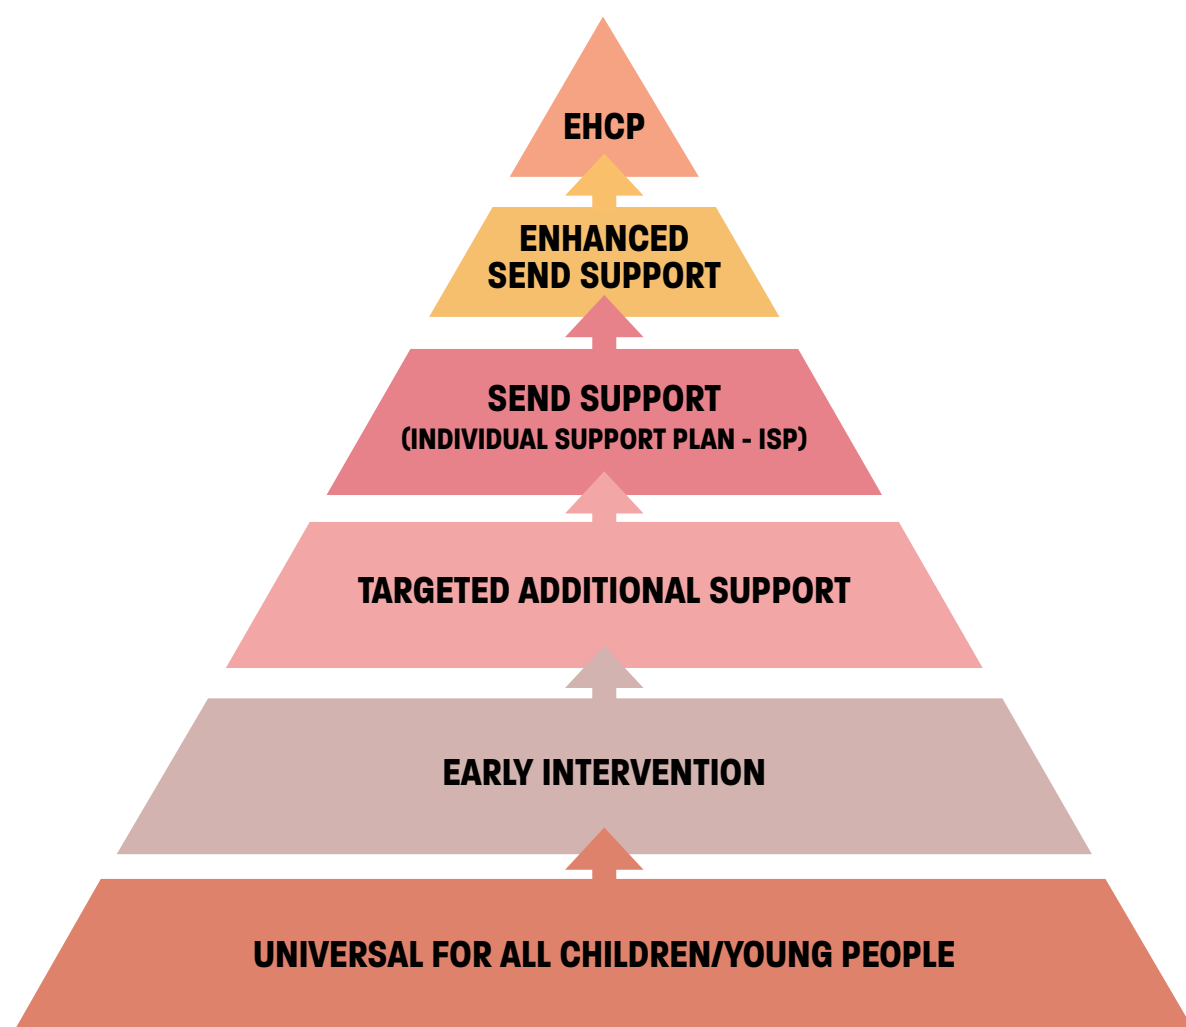 EHCP
ENHANCED
SEND SUPPORT
SEND SUPPORT
(INDIVIDUAL SUPPORT PLAN - ISP)
TARGETED ADDITIONAL SUPPORT
EARLY INTERVENTION
UNIVERSAL FOR ALL CHILDREN/YOUNG PEOPLE